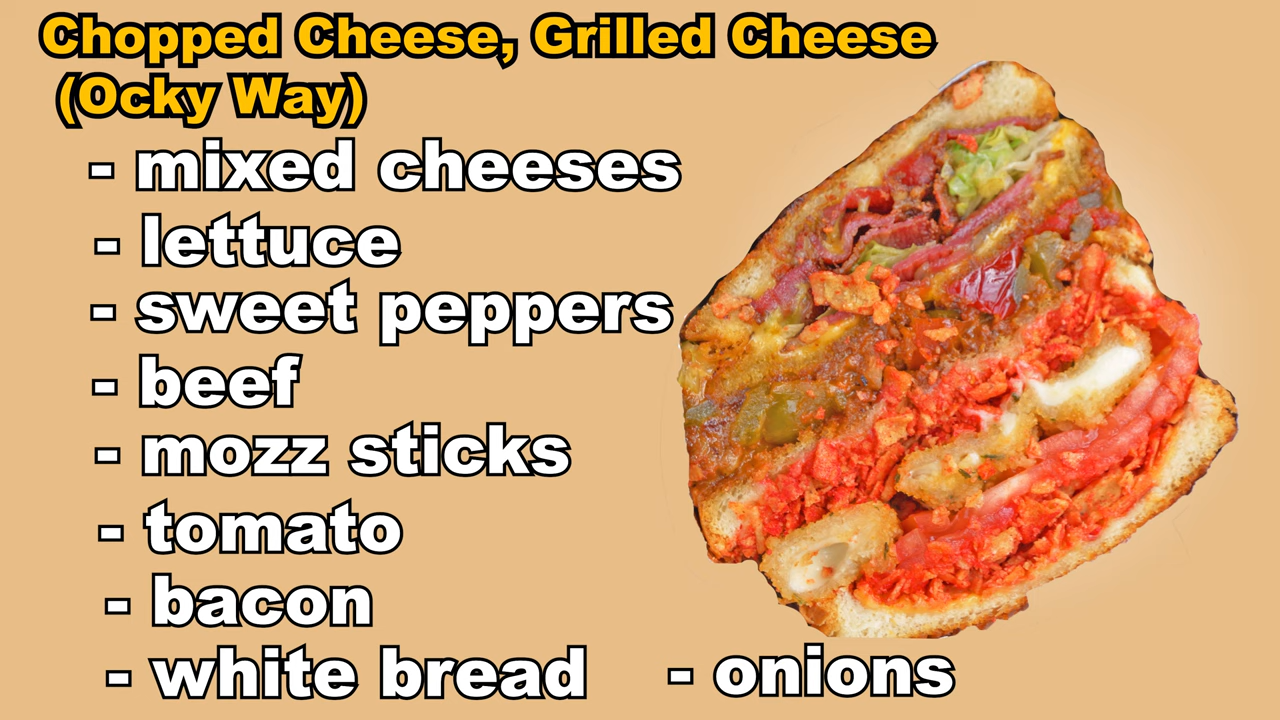 Chopped Cheese, Grilled Cheese
(Ocky Way)
- mixed cheeses
- lettuce
- sweet peppers
- beef
- mozz sticks
- tomato
- bacon
- white bread
- onions